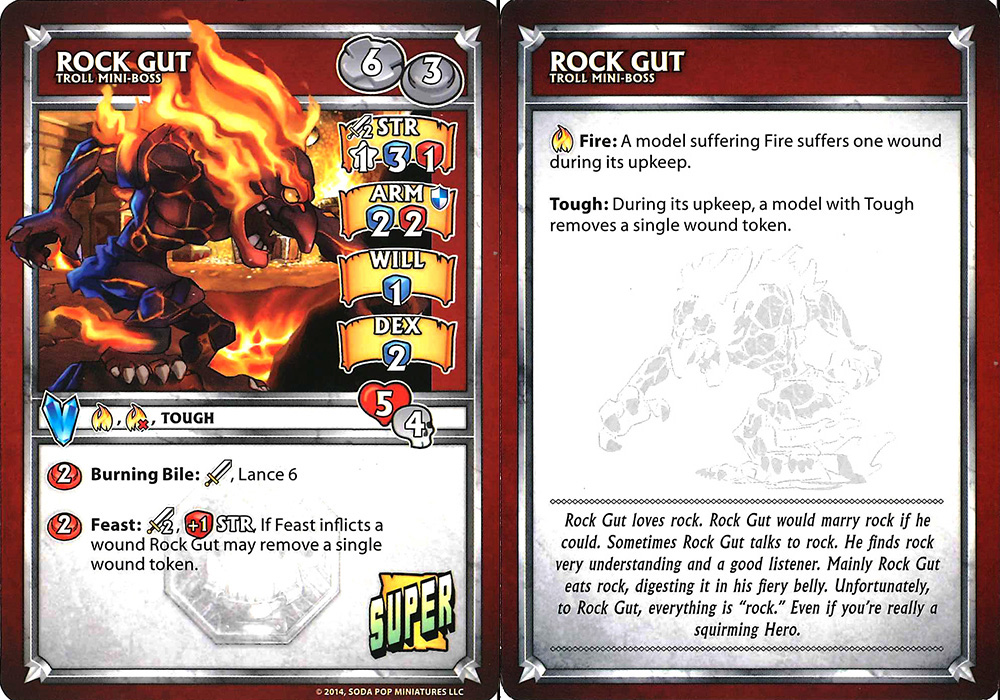 ROCK GUT
TROLL MINI-BOSS
6
3
2 STR
1 3 1
ARM
2 2
WILL
1
DEX
2
5
4
, , TOUGH
2 Burning Bile: , Lance 6
2 Feast: 2, +1 STR. If Feast inflicts a
wound Rock Gut may remove a single
wound token.
SUPER
© 2014, SODA POP MINIATURES LLC
ROCK GUT
TROLL MINI-BOSS
Fire: A model suffering Fire suffers one wound
during its upkeep.
Tough: During its upkeep, a model with Tough
removes a single wound token.
Rock Gut loves rock. Rock Gut would marry rock if he
could. Sometimes Rock Gut talks to rock. He finds rock
very understanding and a good listener. Mainly Rock Gut
eats rock, digesting it in his fiery belly. Unfortunately,
to Rock Gut, everything is “rock.” Even if you’re really a
squirming Hero.